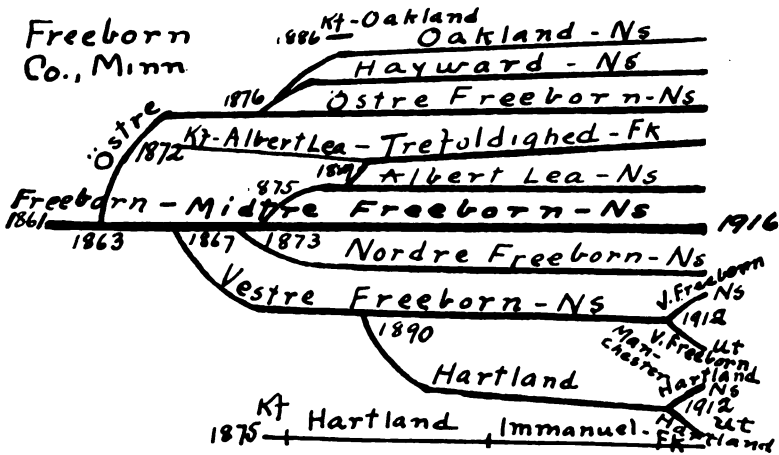 Freeborn
Co., Minn
1886 Kt-Oakland
Oakland - Ns
Hayward - Ns
1876 Östre Freeborn-Ns
Östre
1872 Kt-Albert Lea - Trefoldighed - Fk
1875 Albert Lea - Ns
Freeborn - Midtre Freeborn - Ns
1861 1916
1863 1867 1873
Nordre Freeborn-Ns
Vestre Freeborn - Ns
V. Freeborn
Ns
1912
V. Freeborn
Ut
1890
Manchester
Hartland
Hartland
Ns
1912
Hartland
Ut
Kt
1875 Hartland Immanuel - Fk